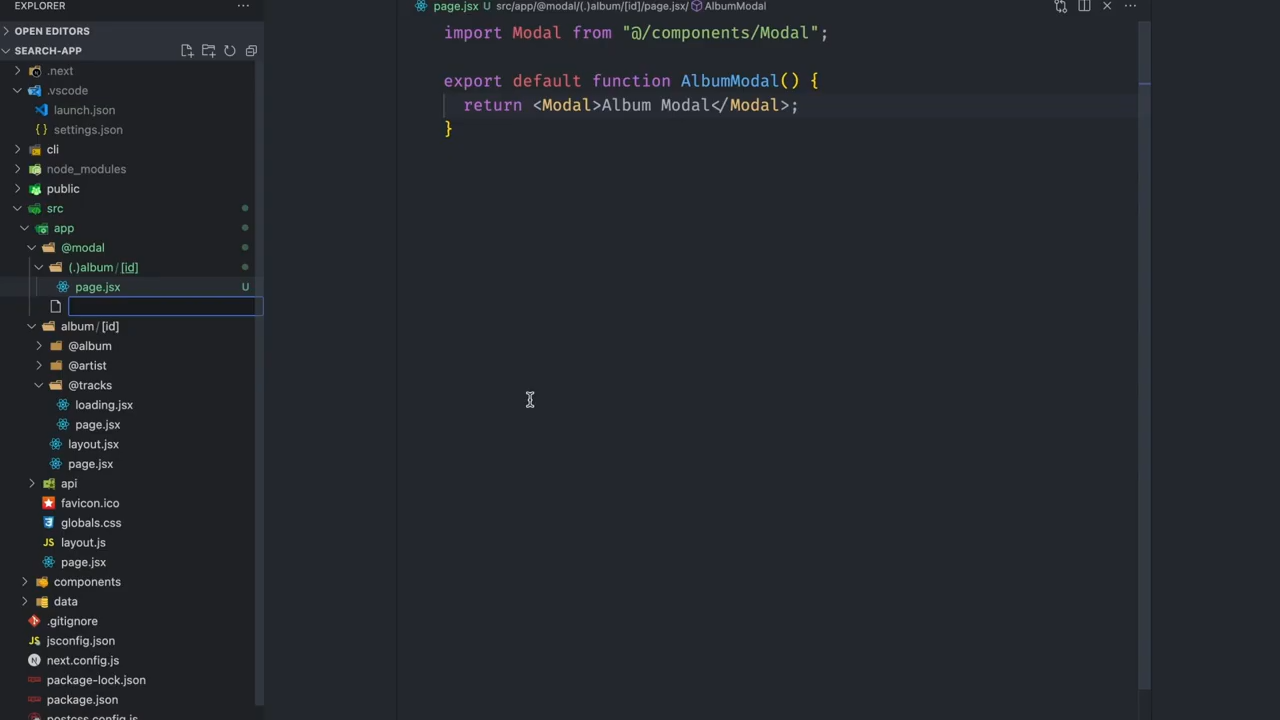 EXPLORER
OPEN EDITORS
SEARCH-APP
.next
.vscode
launch.json
settings.json
cli
node_modules
public
src
app
@modal
(.)album / [id]
page.jsx U
album / [id]
@album
@artist
@tracks
loading.jsx
page.jsx
layout.jsx
page.jsx
api
favicon.ico
globals.css
JS layout.js
page.jsx
components
data
.gitignore
jsconfig.json
next.config.js
package-lock.json
package.json
postcss.config.js
page.jsx U src/app/@modal/(.)album/[id]/page.jsx/ AlbumModal
import Modal from "@/components/Modal";
export default function AlbumModal() {
return <Modal>Album Modal</Modal>;
}